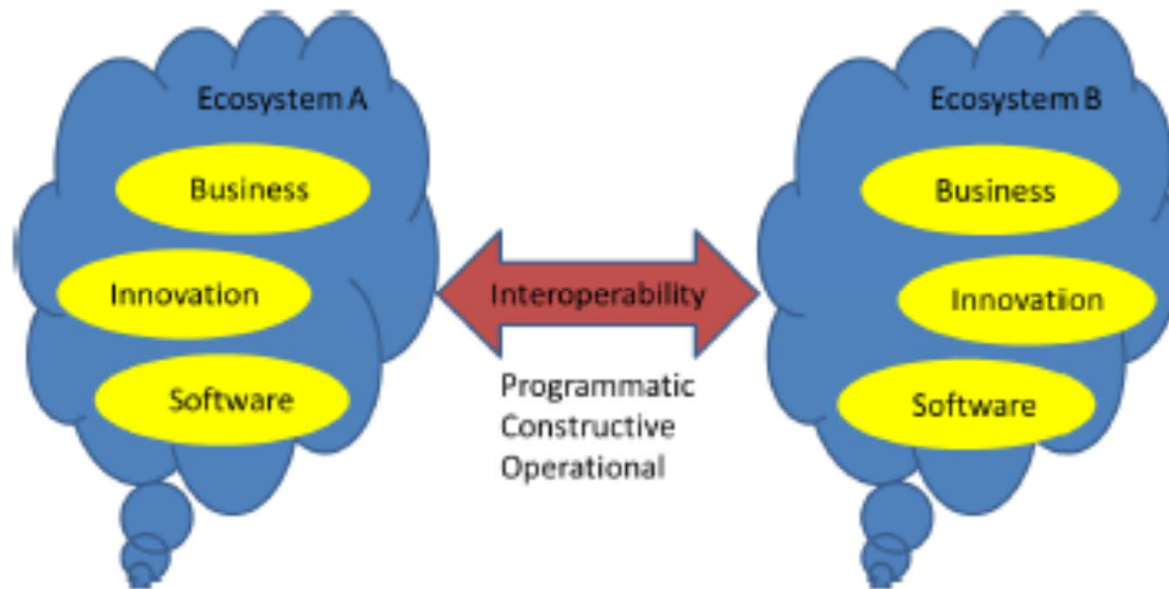 Ecosystem A
Business
Innovation
Software
Interoperability
Programmatic
Constructive
Operational
Ecosystem B
Business
Innovatiion
Software